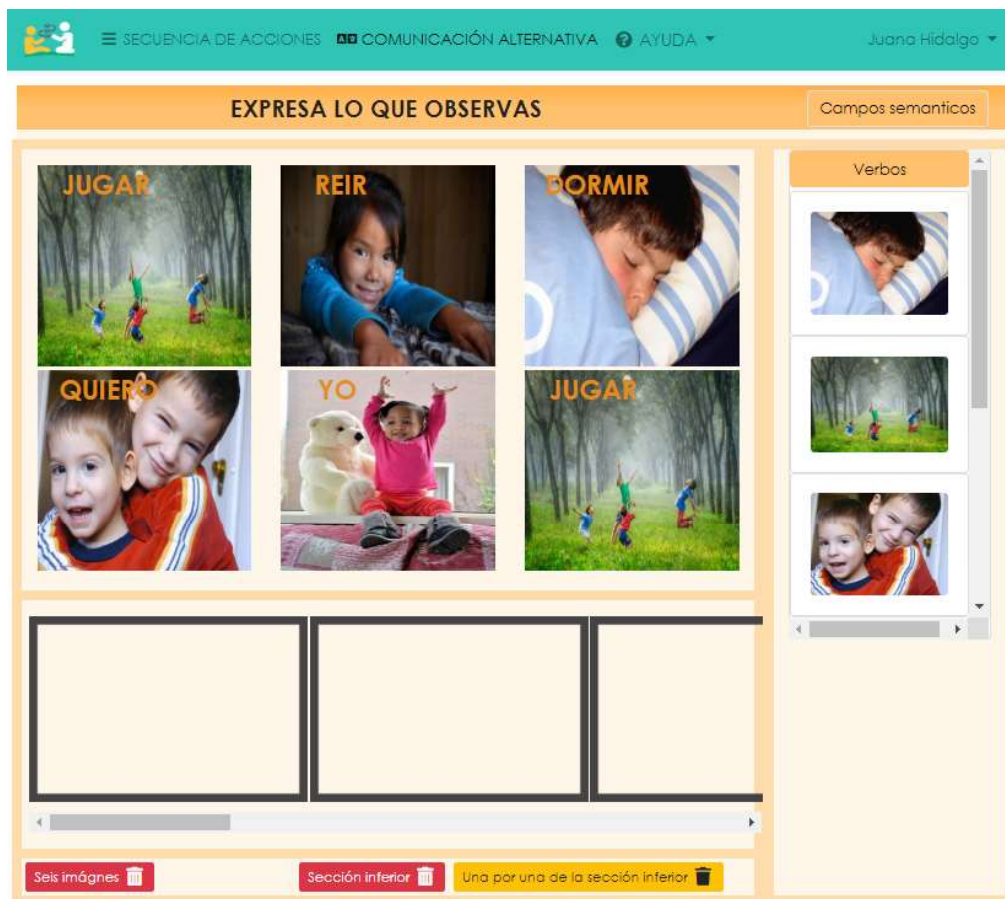 SECUENCIA DE ACCIONES COMUNICACIÓN ALTERNATIVA AYUDA Juana Hidalgo
EXPRESA LO QUE OBSERVAS Campos semanticos
Verbos
JUGAR REIR DORMIR
QUIERO YO JUGAR
Seis imágnes Sección inferior Una por una de la sección inferior